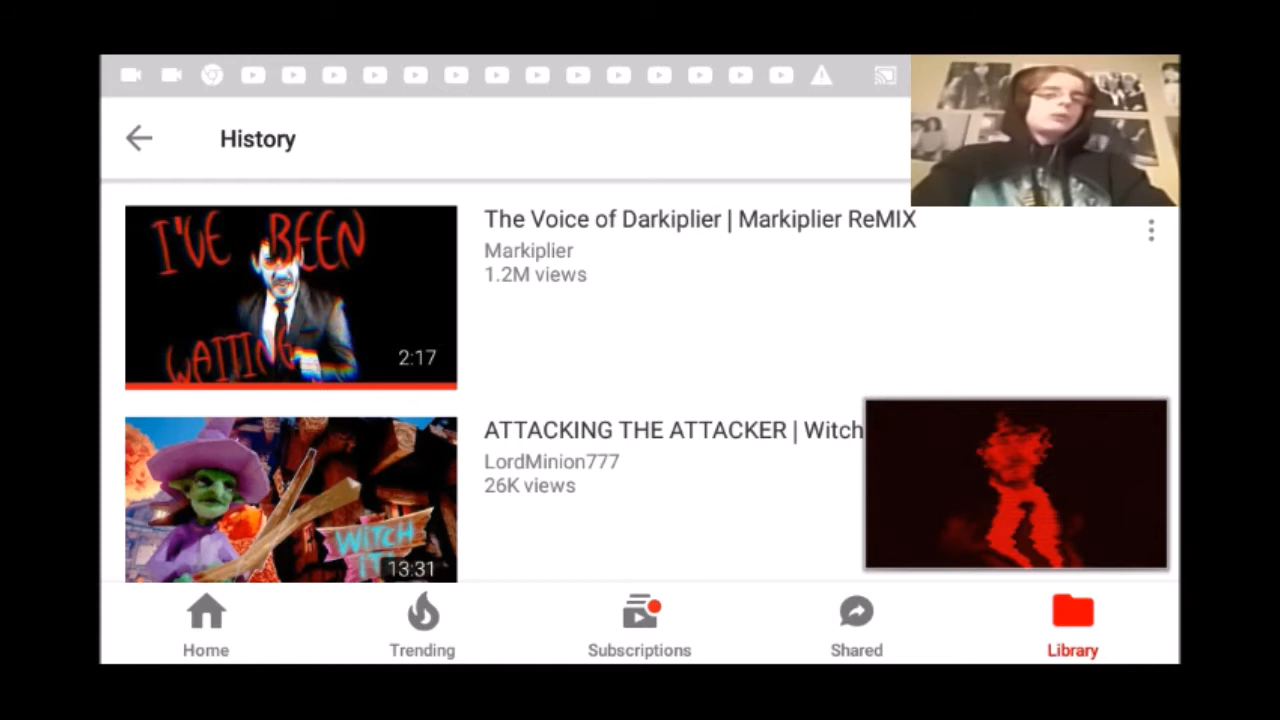 History
The Voice of Darkiplier | Markiplier ReMIX
Markiplier
1.2M views
I'VE BEEN
WAITING
2:17
ATTACKING THE ATTACKER | Witch
LordMinion777
26K views
WITCH
IT
13:31
Home
Trending
Subscriptions
Shared
Library